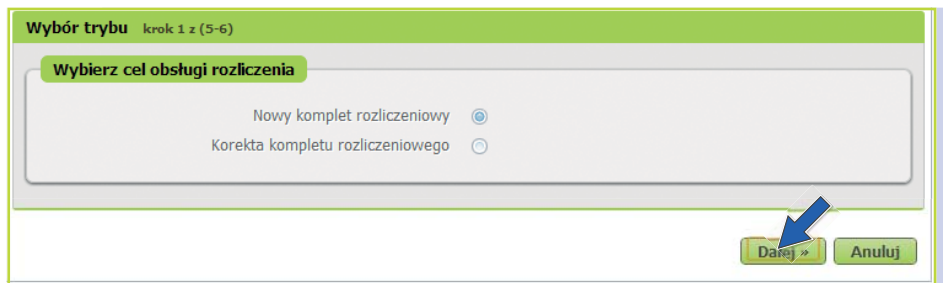 Wybór trybu krok 1 z (5-6)
Wybierz cel obsługi rozliczenia
Nowy komplet rozliczeniowy
Korekta kompletu rozliczeniowego
Dalej » Anuluj